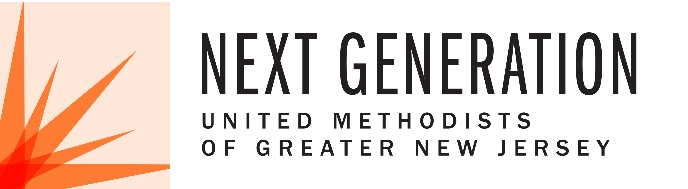 NEXT GENERATION
UNITED METHODISTS
OF GREATER NEW JERSEY